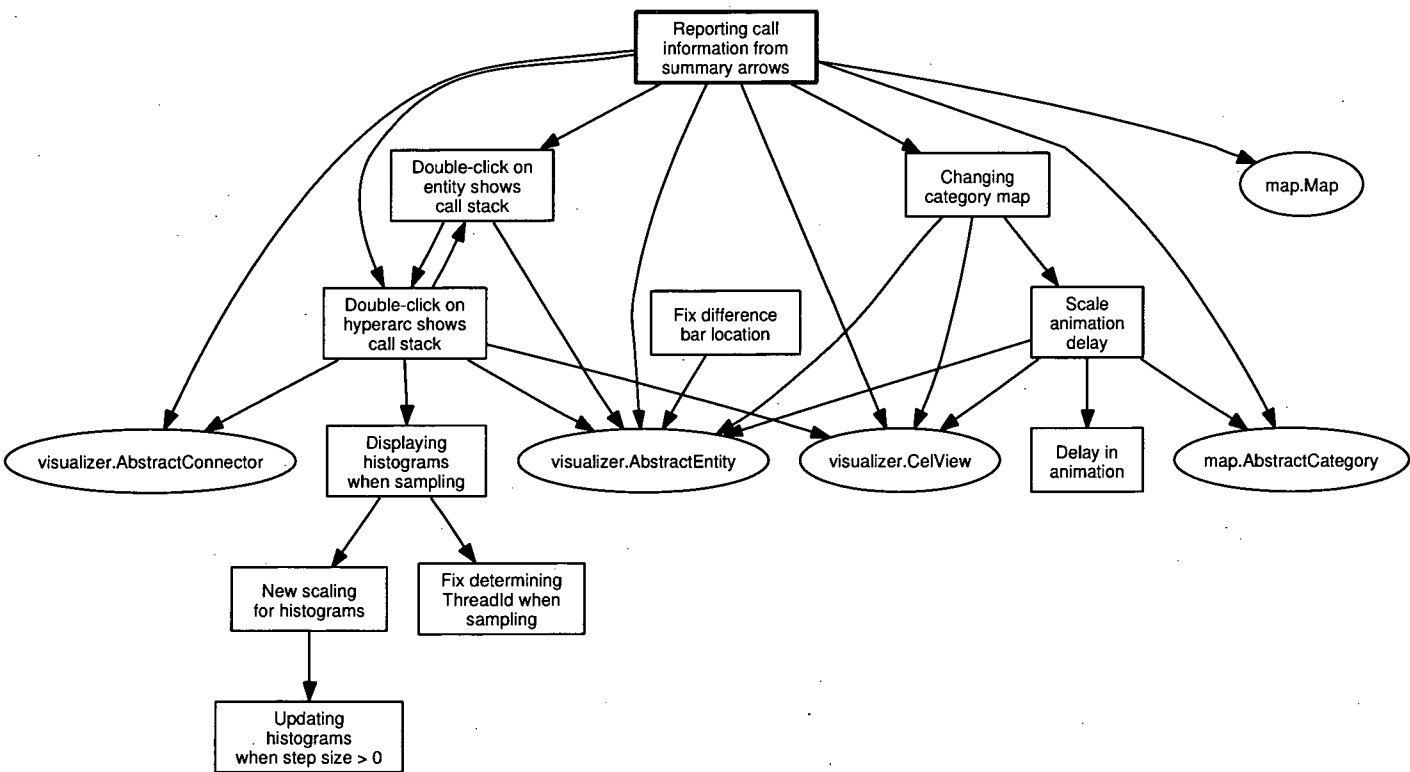 Reporting call
information from
summary arrows
Double-click on
entity shows
call stack
Changing
category map
map.Map
Double-click on
hyperarc shows
call stack
Fix difference
bar location
Scale
animation
delay
visualizer.AbstractConnector
Displaying
histograms
when sampling
visualizer.AbstractEntity
visualizer.CelView
Delay in
animation
map.AbstractCategory
New scaling
for histograms
Fix determining
ThreadId when
sampling
Updating
histograms
when step size > 0